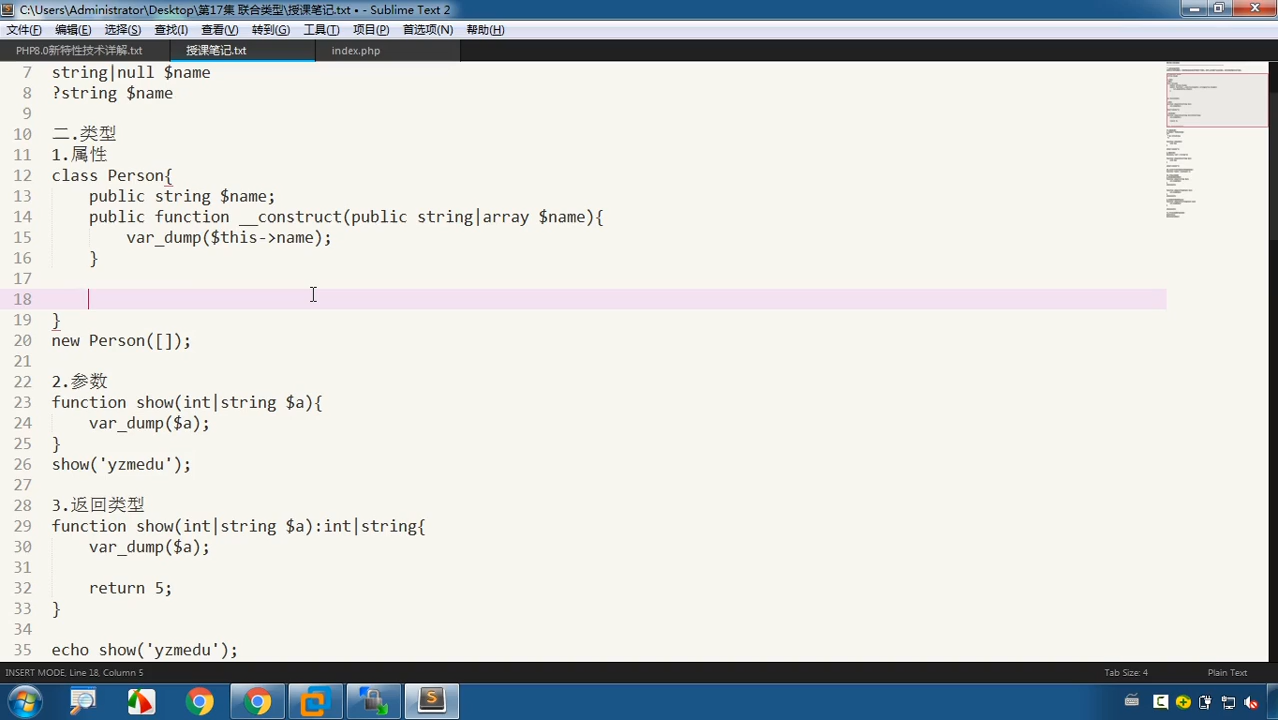 C:\Users\Administrator\Desktop\第17集 联合类型\授课笔记.txt • - Sublime Text 2
文件(F) 编辑(E) 选择(S) 查找(I) 查看(V) 转到(G) 工具(T) 项目(P) 首选项(N) 帮助(H)
PHP8.0新特性技术详解.txt 授课笔记.txt index.php
7 string|null $name
8 ?string $name
9
10 二.类型
11 1.属性
12 class Person{
13 public string $name;
14 public function __construct(public string|array $name){
15 var_dump($this->name);
16 }
17
18
19 }
20 new Person([]);
21
22 2.参数
23 function show(int|string $a){
24 var_dump($a);
25 }
26 show('yzmedu');
27
28 3.返回类型
29 function show(int|string $a):int|string{
30 var_dump($a);
31
32 return 5;
33 }
34
35 echo show('yzmedu');
INSERT MODE, Line 18, Column 5 Tab Size: 4 Plain Text